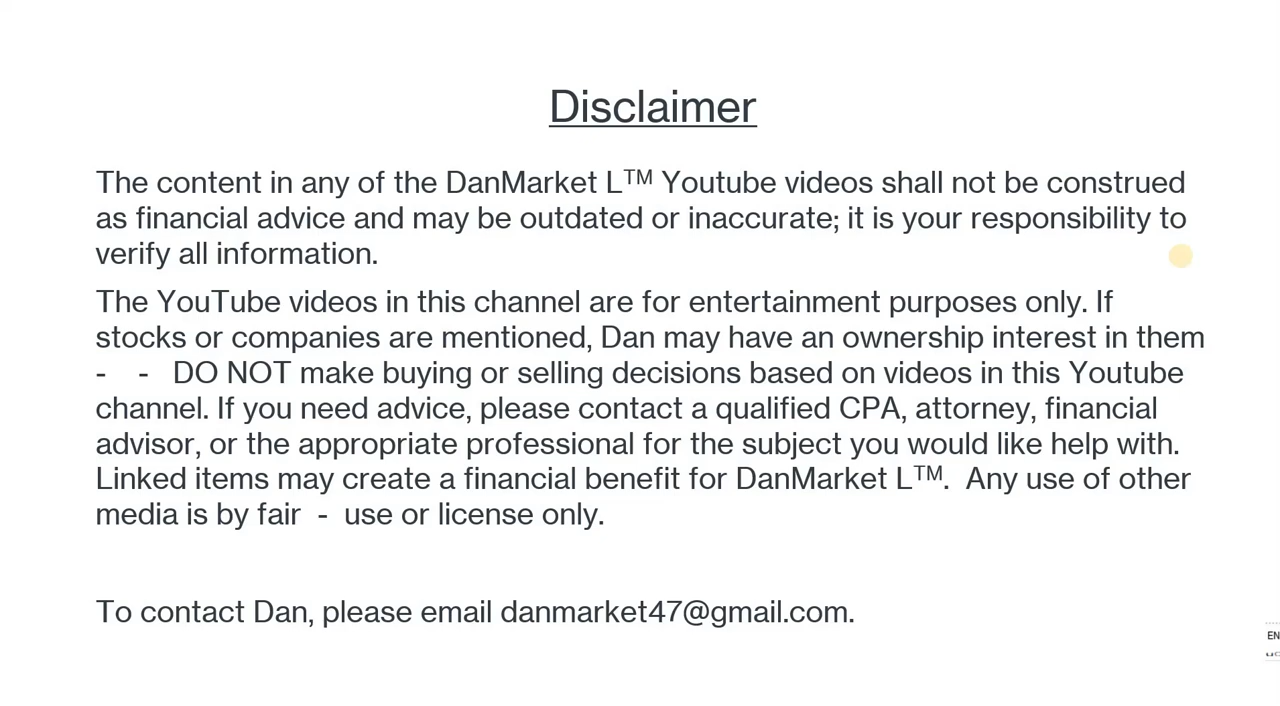 Disclaimer
The content in any of the DanMarket L™ Youtube videos shall not be construed
as financial advice and may be outdated or inaccurate; it is your responsibility to
verify all information.
The YouTube videos in this channel are for entertainment purposes only. If
stocks or companies are mentioned, Dan may have an ownership interest in them
- - DO NOT make buying or selling decisions based on videos in this Youtube
channel. If you need advice, please contact a qualified CPA, attorney, financial
advisor, or the appropriate professional for the subject you would like help with.
Linked items may create a financial benefit for DanMarket L™. Any use of other
media is by fair - use or license only.
To contact Dan, please email danmarket47@gmail.com.
EN